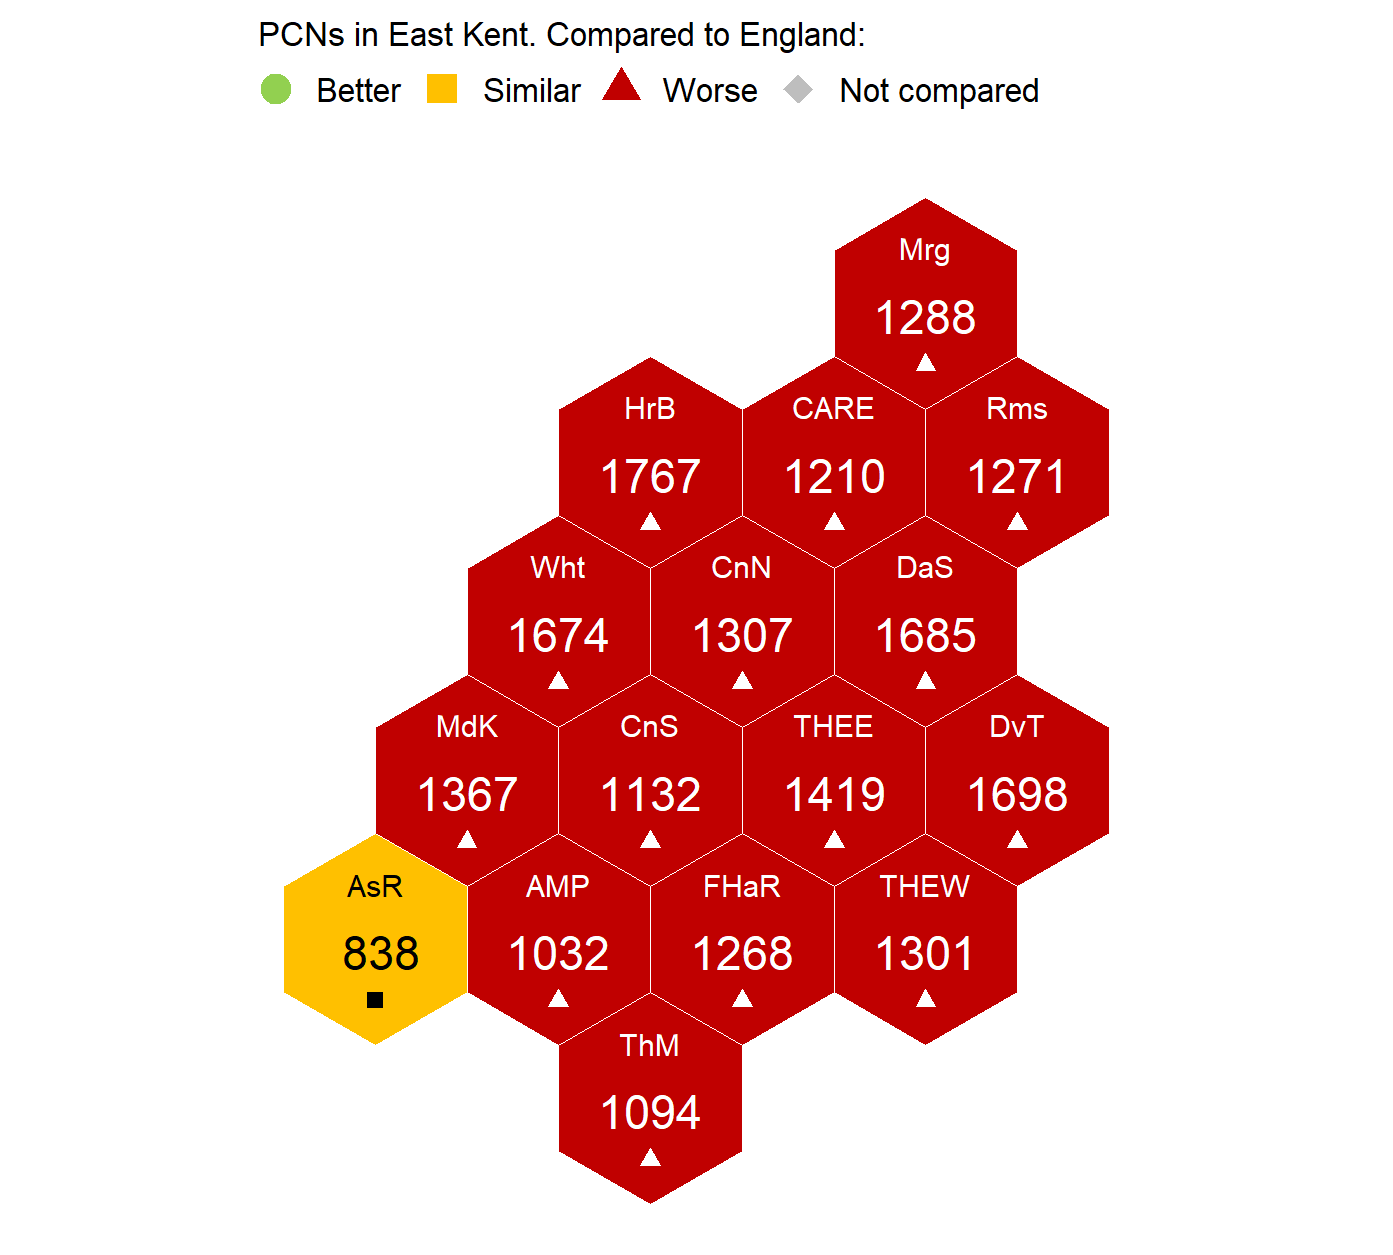 PCNs in East Kent. Compared to England:
Better Similar Worse Not compared
Mrg
1288
HrB CARE Rms
1767 1210 1271
Wht CnN DaS
1674 1307 1685
MdK CnS THEE DvT
1367 1132 1419 1698
AsR AMP FHaR THEW
838 1032 1268 1301
ThM
1094